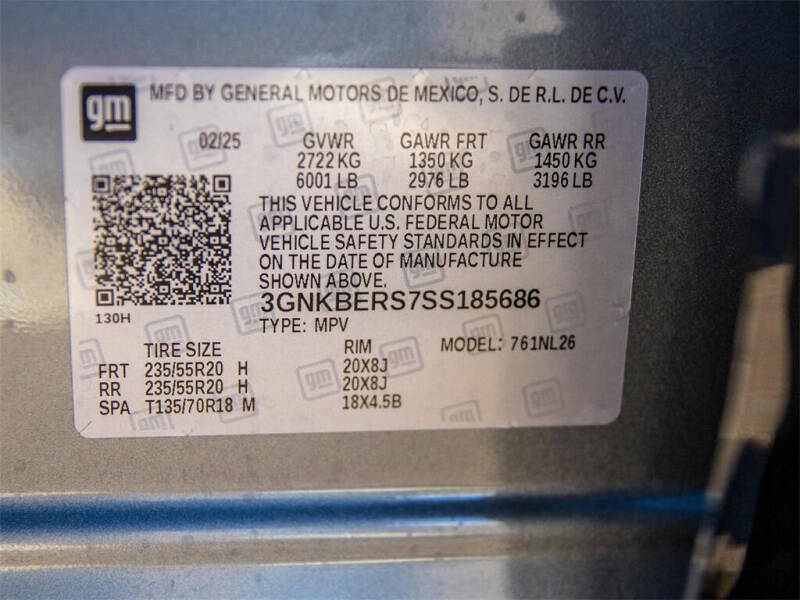 gm MFD BY GENERAL MOTORS DE MEXICO, S. DE R.L. DE C.V.
02/25 GVWR GAWR FRT GAWR RR
2722 KG 1350 KG 1450 KG
6001 LB 2976 LB 3196 LB
THIS VEHICLE CONFORMS TO ALL
APPLICABLE U.S. FEDERAL MOTOR
VEHICLE SAFETY STANDARDS IN EFFECT
ON THE DATE OF MANUFACTURE
SHOWN ABOVE.
3GNKBERS7SS185686
130H
TYPE: MPV
TIRE SIZE RIM MODEL: 761NL26
FRT 235/55R20 H 20X8J
RR 235/55R20 H 20X8J
SPA T135/70R18 M 18X4.5B